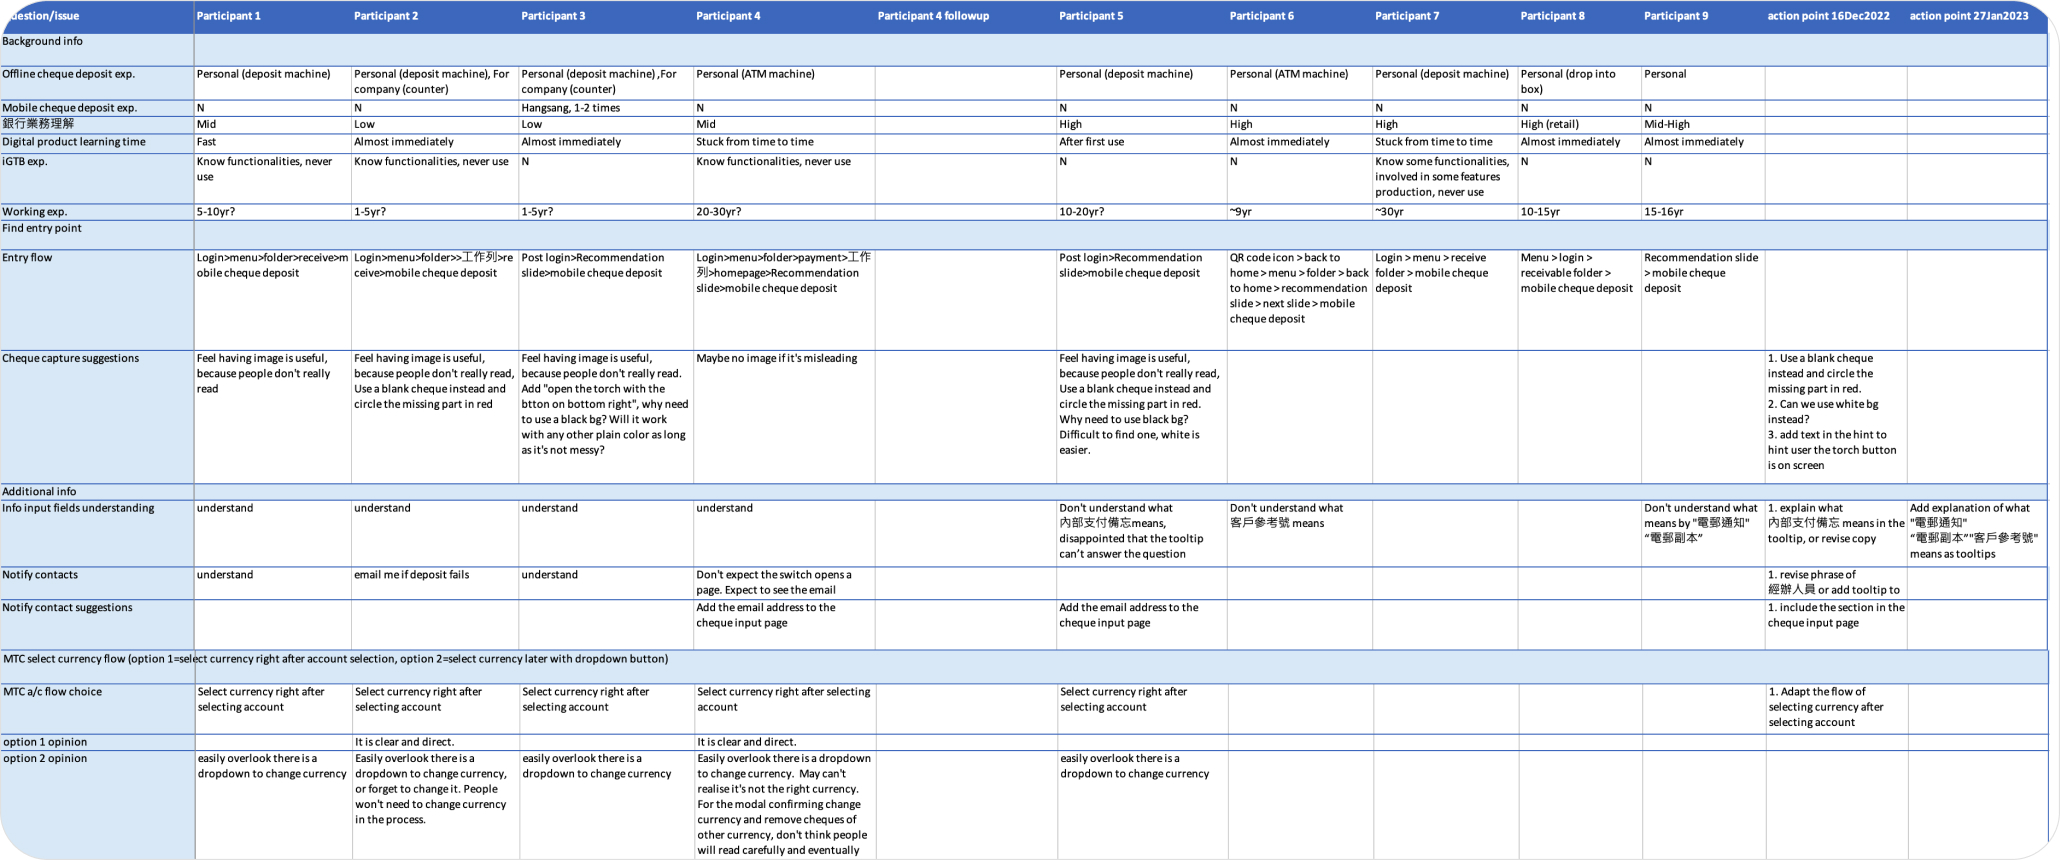 uestion/issue
Participant 1
Participant 2
Participant 3
Participant 4
Participant 4 followup
Participant 5
Participant 6
Participant 7
Participant 8
Participant 9
action point 16Dec2022
action point 27Jan2023
Background info
Offline cheque deposit exp.
Personal (deposit machine)
Personal (deposit machine), For
company (counter)
Personal (deposit machine) ,For
company (counter)
Personal (ATM machine)
Personal (deposit machine)
Personal (ATM machine)
Personal (deposit machine)
Personal (drop into
box)
Personal
Mobile cheque deposit exp.
N
N
Hangsang, 1-2 times
N
N
N
N
N
N
銀行業務理解
Mid
Low
Low
Mid
High
High
High
High (retail)
Mid-High
Digital product learning time
Fast
Almost immediately
Almost immediately
Stuck from time to time
After first use
Almost immediately
Stuck from time to time
Almost immediately
Almost immediately
iGTB exp.
Know functionalities, never
use
Know functionalities, never use
N
Know functionalities, never use
N
N
Know some functionalities,
involved in some features
production, never use
N
N
Working exp.
5-10yr?
1-5yr?
1-5yr?
20-30yr?
10-20yr?
~9yr
~30yr
10-15yr
15-16yr
Find entry point
Entry flow
Login>menu>folder>receive>m
obile cheque deposit
Login>menu>folder>>工作列>re
ceive>mobile cheque deposit
Post login>Recommendation
slide>mobile cheque deposit
Login>menu>folder>payment>工作
列>homepage>Recommendation
slide>mobile cheque deposit
Post login>Recommendation
slide>mobile cheque deposit
QR code icon > back to
home > menu > folder > back
to home > recommendation
slide > next slide > mobile
cheque deposit
Login > menu > receive
folder > mobile cheque
deposit
Menu > login >
receivable folder >
mobile cheque deposit
Recommendation slide
> mobile cheque
deposit
Cheque capture suggestions
Feel having image is useful,
because people don't really
read
Feel having image is useful,
because people don't really read,
Use a blank cheque instead and
circle the missing part in red
Feel having image is useful,
because people don't really read.
Add "open the torch with the
btton on bottom right", why need
to use a black bg? Will it work
with any other plain color as long
as it's not messy?
Maybe no image if it's misleading
Feel having image is useful,
because people don't really read,
Use a blank cheque instead and
circle the missing part in red.
Why need to use black bg?
Difficult to find one, white is
easier.
1. Use a blank cheque
instead and circle the
missing part in red.
2. Can we use white bg
instead?
3. add text in the hint to
hint user the torch button
is on screen
Additional info
Info input fields understanding
understand
understand
understand
understand
Don't understand what
內部支付備忘means,
disappointed that the tooltip
can't answer the question
Don't understand what
客戶參考號 means
Don't understand what
means by "電郵通知"
“電郵副本”
1. explain what
內部支付備忘 means in the
tooltip, or revise copy
Add explanation of what
"電郵通知"
“電郵副本”"客戶參考號"
means as tooltips
Notify contacts
understand
email me if deposit fails
understand
Don't expect the switch opens a
page. Expect to see the email
1. revise phrase of
經辦人員 or add tooltip to
Notify contact suggestions
Add the email address to the
cheque input page
Add the email address to the
cheque input page
1. include the section in the
cheque input page
MTC select currency flow (option 1=select currency right after account selection, option 2=select currency later with dropdown button)
MTC a/c flow choice
Select currency right after
selecting account
Select currency right after
selecting account
Select currency right after
selecting account
Select currency right after selecting
account
Select currency right after
selecting account
1. Adapt the flow of
selecting currency after
selecting account
option 1 opinion
It is clear and direct.
It is clear and direct.
option 2 opinion
easily overlook there is a
dropdown to change currency
Easily overlook there is a
dropdown to change currency,
or forget to change it. People
won't need to change currency
in the process.
easily overlook there is a
dropdown to change currency
Easily overlook there is a dropdown
to change currency.  May can't
realise it's not the right currency.
For the modal confirming change
currency and remove cheques of
other currency, don't think people
will read carefully and eventually
easily overlook there is a
dropdown to change currency